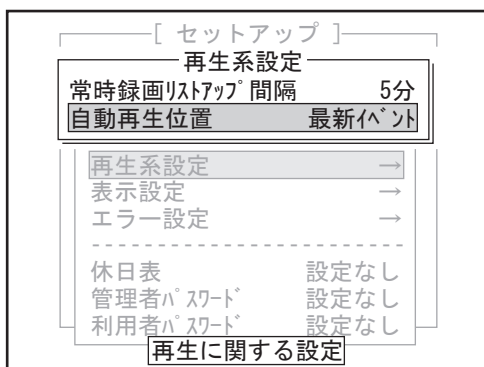 [ セットアップ ]
再生系設定
常時録画ﾘｽﾄｱｯﾌﾟ間隔 5分
自動再生位置 最新ｲﾍﾞﾝﾄ
再生系設定 →
表示設定 →
エラー設定 →
休日表 設定なし
管理者ﾊﾟｽﾜｰﾄﾞ 設定なし
利用者ﾊﾟｽﾜｰﾄﾞ 設定なし
再生に関する設定